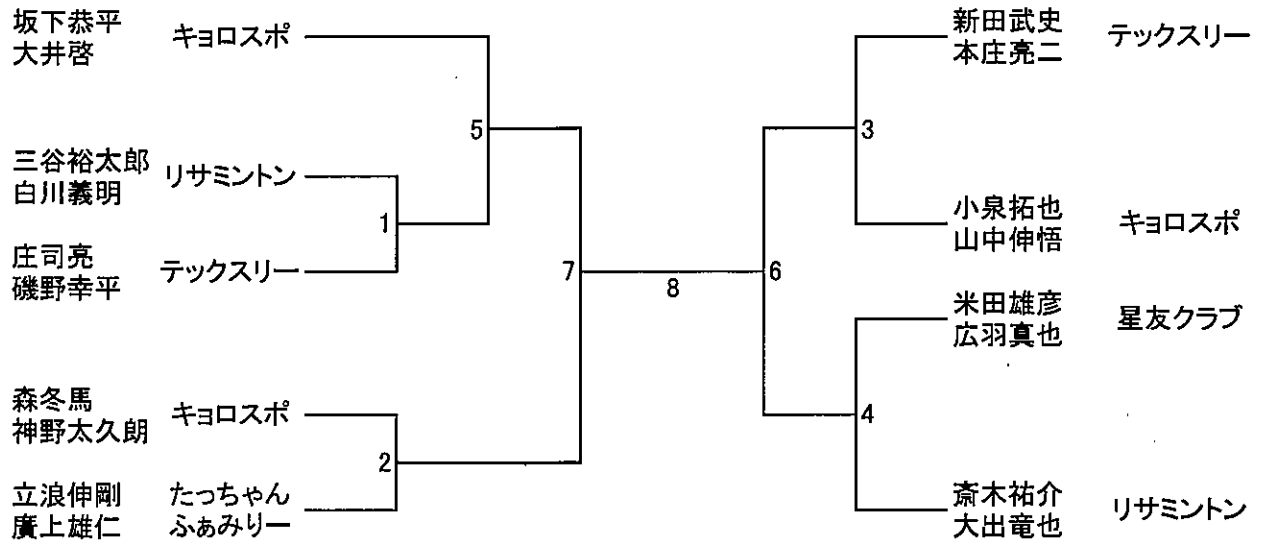 坂下恭平
大井啓
キョロスポ
三谷裕太郎
白川義明
リサミントン
庄司亮
磯野幸平
テックスリー
森冬馬
神野太久朗
キョロスポ
立浪伸剛
廣上雄仁
たっちゃん
ふぁみりー
5
1
7
2
8
新田武史
本庄亮二
テックスリー
3
小泉拓也
山中伸悟
キョロスポ
6
米田雄彦
広羽真也
星友クラブ
4
斎木祐介
大出竜也
リサミントン